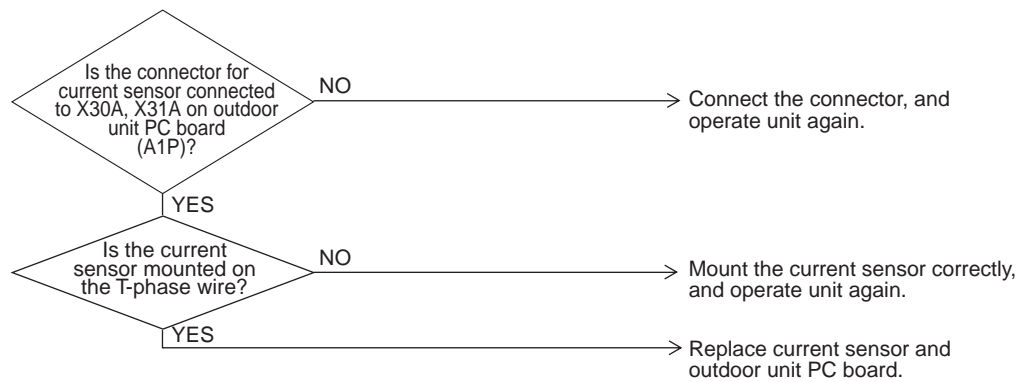 Is the connector for
current sensor connected
to X30A, X31A on outdoor
unit PC board
(A1P)?
NO
Connect the connector, and
operate unit again.
YES
Is the current
sensor mounted on
the T-phase wire?
NO
Mount the current sensor correctly,
and operate unit again.
YES
Replace current sensor and
outdoor unit PC board.